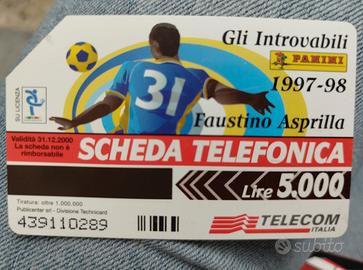 Gli Introvabili
PANINI
1997-98
Faustino Asprilla
31
SU LICENZA
Validità 31.12.2000
La scheda non è
rimborsabile
SCHEDA TELEFONICA
Lire 5.000
Tiratura: oltre 1.000.000
Publicenter srl - Divisione Technicard
439110289
TELECOM
ITALIA
subito